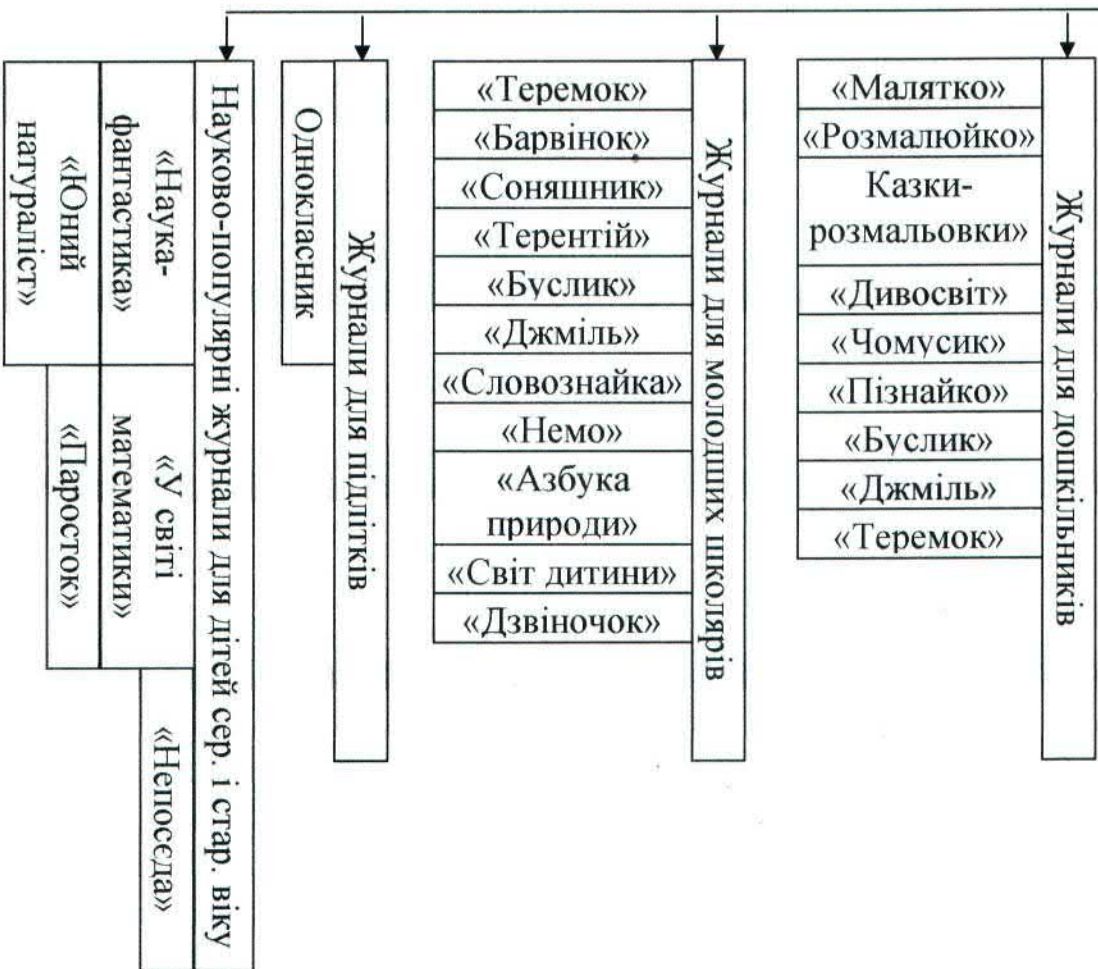 Журнали для дошкільників
«Малятко»
«Розмалюйко»
Казки-
розмальовки»
«Дивосвіт»
«Чомусик»
«Пізнайко»
«Буслик»
«Джміль»
«Теремок»
Журнали для молодших школярів
«Теремок»
«Барвінок»
«Соняшник»
«Терентій»
«Буслик»
«Джміль»
«Словознайка»
«Немо»
«Азбука
природи»
«Світ дитини»
«Дзвіночок»
Журнали для підлітків
Однокласник
Науково-популярні журнали для дітей сер. і стар. віку
«Наука-
фантастика»
«У світі
математики»
«Непосєда»
«Юний
натураліст»
«Паросток»